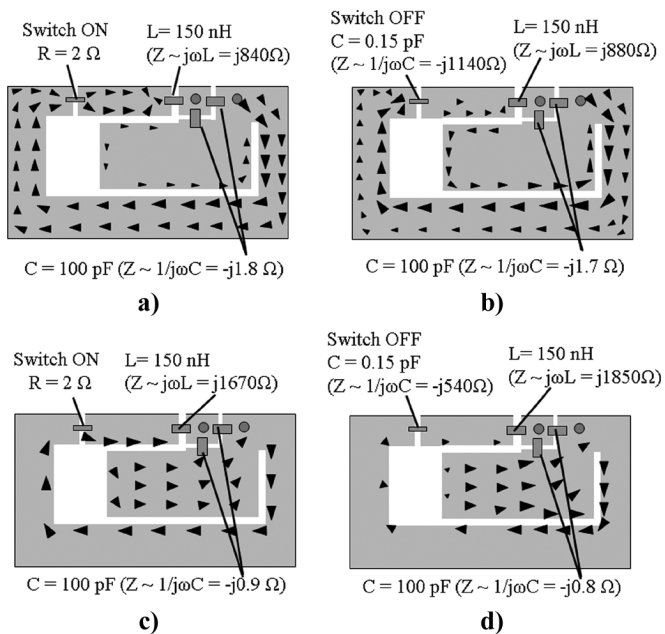 Switch ON
R = 2 Ω
L= 150 nH
(Z ~ jωL = j840Ω)
C = 100 pF (Z ~ 1/jωC = -j1.8 Ω)
a)
Switch OFF
C = 0.15 pF
(Z ~ 1/jωC = -j1140Ω)
L= 150 nH
(Z ~ jωL = j880Ω)
C = 100 pF (Z ~ 1/jωC = -j1.7 Ω)
b)
Switch ON
R = 2 Ω
L= 150 nH
(Z ~ jωL = j1670Ω)
C = 100 pF (Z ~ 1/jωC = -j0.9 Ω)
c)
Switch OFF
C = 0.15 pF
(Z ~ 1/jωC = -j540Ω)
L= 150 nH
(Z ~ jωL = j1850Ω)
C = 100 pF (Z ~ 1/jωC = -j0.8 Ω)
d)